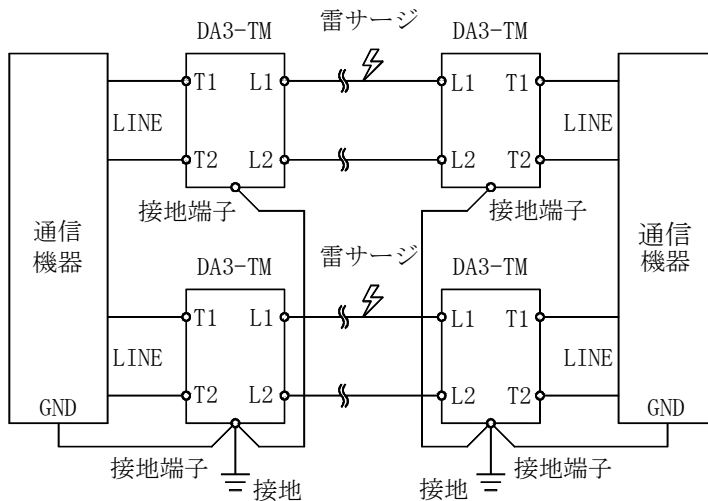 雷サージ
DA3-TM
DA3-TM
T1 L1
L1 T1
LINE
LINE
T2 L2
L2 T2
接地端子
接地端子
通信
機器
通信
機器
雷サージ
DA3-TM
DA3-TM
T1 L1
L1 T1
LINE
LINE
T2 L2
L2 T2
GND
GND
接地端子
接地
接地
接地端子